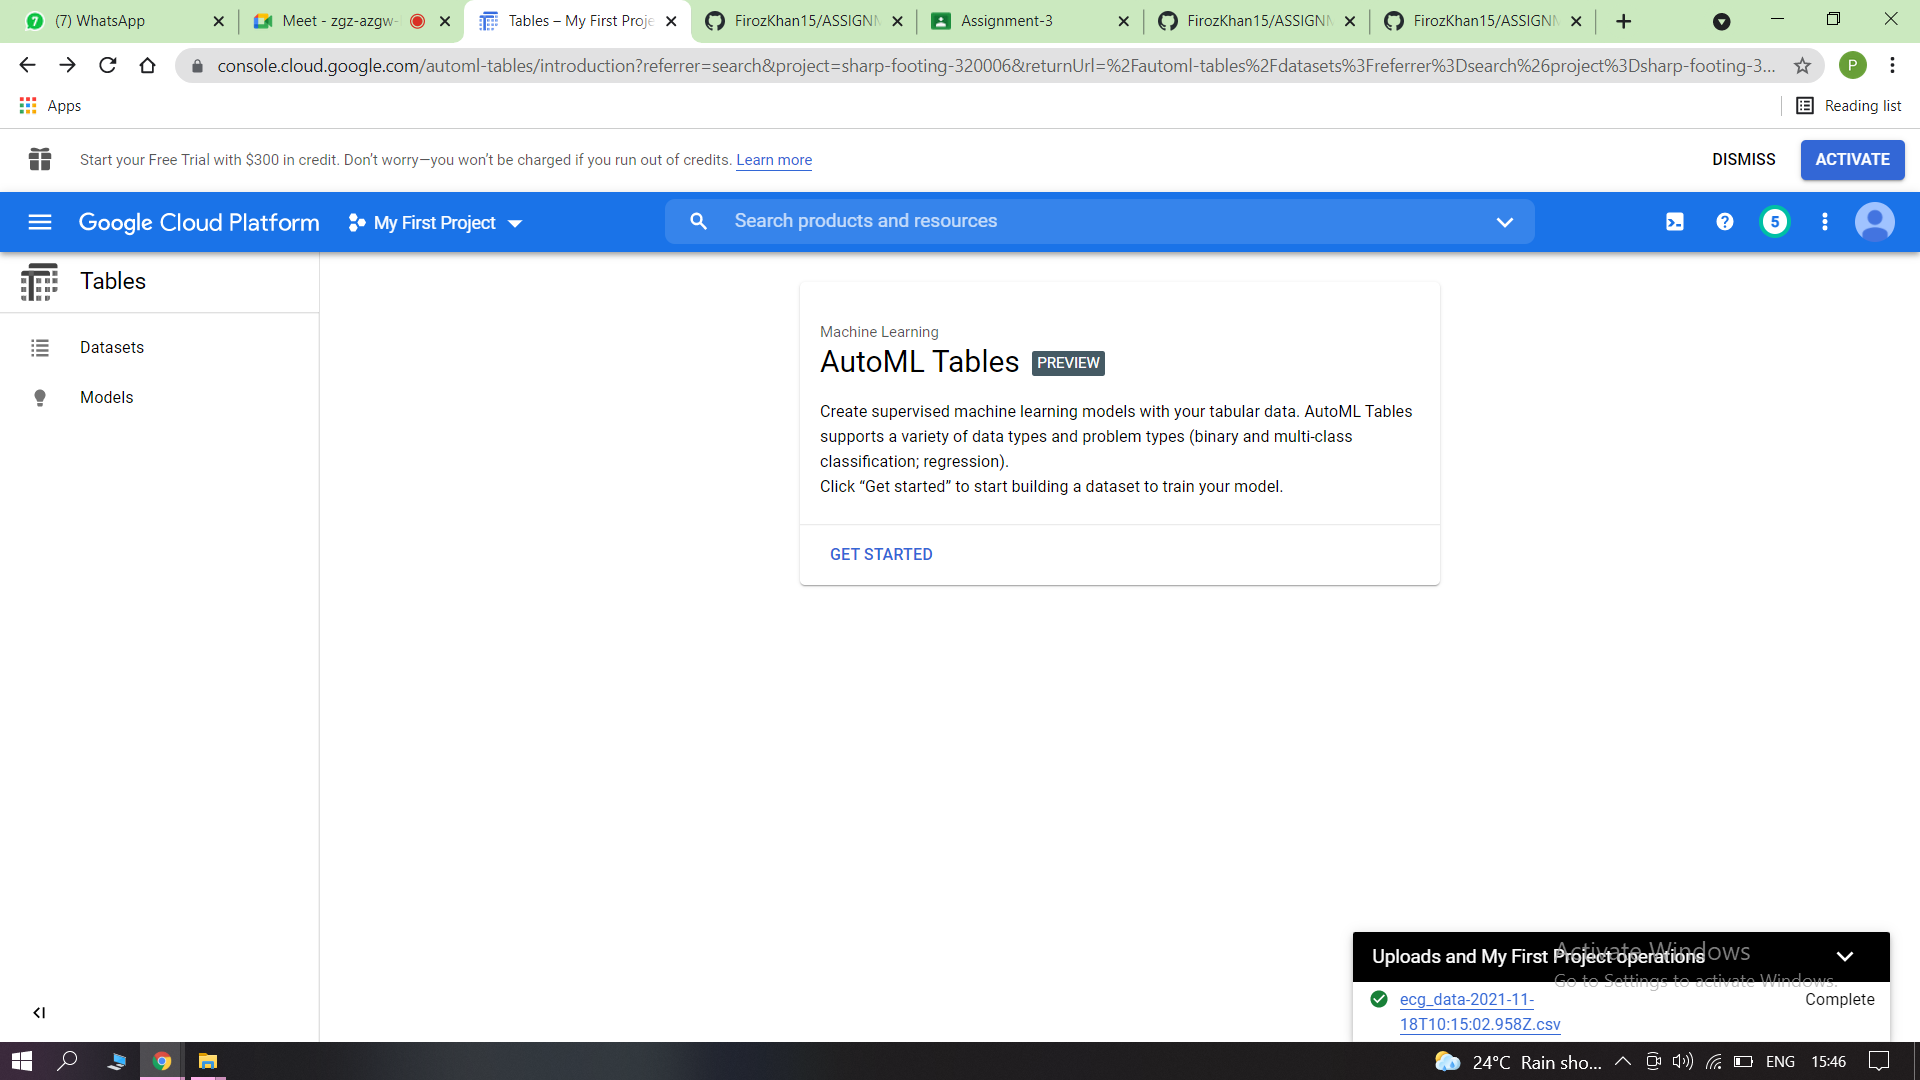 (7) WhatsApp
Meet - zgz-azgw-
Tables – My First Proje
FirozKhan15/ASSIGNM
Assignment-3
FirozKhan15/ASSIGNM
FirozKhan15/ASSIGNM
console.cloud.google.com/automl-tables/introduction?referrer=search&project=sharp-footing-320006&returnUrl=%2Fautoml-tables%2Fdatasets%3Freferrer%3Dsearch%26project%3Dsharp-footing-3...
P
Apps
Reading list
Start your Free Trial with $300 in credit. Don't worry—you won't be charged if you run out of credits. Learn more
DISMISS
ACTIVATE
Google Cloud Platform
My First Project
Search products and resources
5
Tables
Datasets
Models
Machine Learning
AutoML Tables PREVIEW
Create supervised machine learning models with your tabular data. AutoML Tables
supports a variety of data types and problem types (binary and multi-class
classification; regression).
Click “Get started” to start building a dataset to train your model.
GET STARTED
Uploads and My First Project operations
Activate Windows
Go to Settings to activate Windows.
ecg_data-2021-11-
18T10:15:02.958Z.csv
Complete
24°C Rain sho...
ENG
15:46